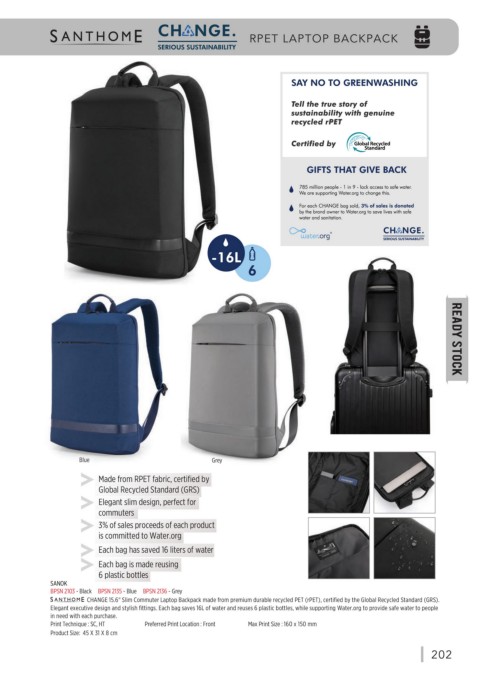 SANTHOME CHANGE. RPET LAPTOP BACKPACK
SERIOUS SUSTAINABILITY
SAY NO TO GREENWASHING
Tell the true story of
sustainability with genuine
recycled rPET
Certified by Global Recycled
Standard
GIFTS THAT GIVE BACK
785 million people - 1 in 9 - lack access to safe water.
We are supporting Water.org to change this.
For each CHANGE bag sold, 3% of sales is donated
by the brand owner to Water.org to save lives with safe
water and sanitation.
water.org CHANGE.
SERIOUS SUSTAINABILITY
-16L
6
READY STOCK
Blue
Grey
Made from RPET fabric, certified by
Global Recycled Standard (GRS)
Elegant slim design, perfect for
commuters
3% of sales proceeds of each product
is committed to Water.org
Each bag has saved 16 liters of water
Each bag is made reusing
6 plastic bottles
SANOK
BPSN 2103 - Black BPSN 2135 - Blue BPSN 2136 - Grey
SANTHOME CHANGE 15.6" Slim Commuter Laptop Backpack made from premium durable recycled PET (rPET), certified by the Global Recycled Standard (GRS).
Elegant executive design and stylish fittings. Each bag saves 16L of water and reuses 6 plastic bottles, while supporting Water.org to provide safe water to people
in need with each purchase.
Print Technique : SC, HT Preferred Print Location : Front Max Print Size : 160 x 150 mm
Product Size: 45 X 31 X 8 cm
202